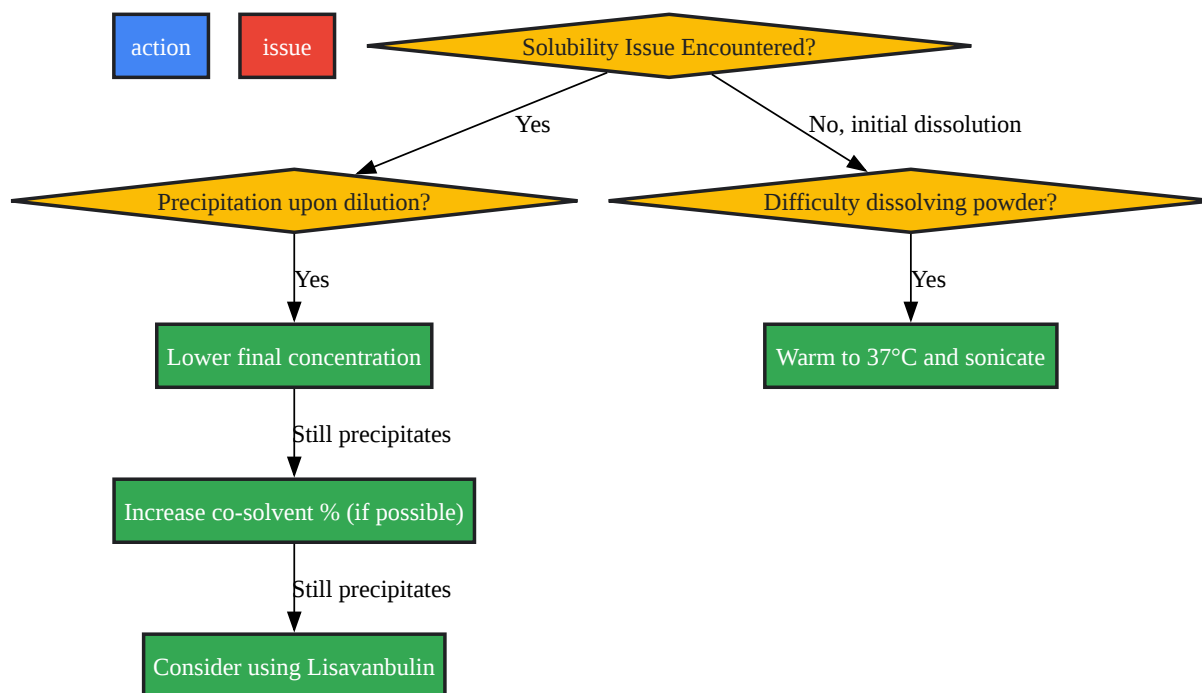 action
issue
Solubility Issue Encountered?
Yes
No, initial dissolution
Precipitation upon dilution?
Difficulty dissolving powder?
Yes
Yes
Lower final concentration
Warm to 37°C and sonicate
Still precipitates
Increase co-solvent % (if possible)
Still precipitates
Consider using Lisavanbulin